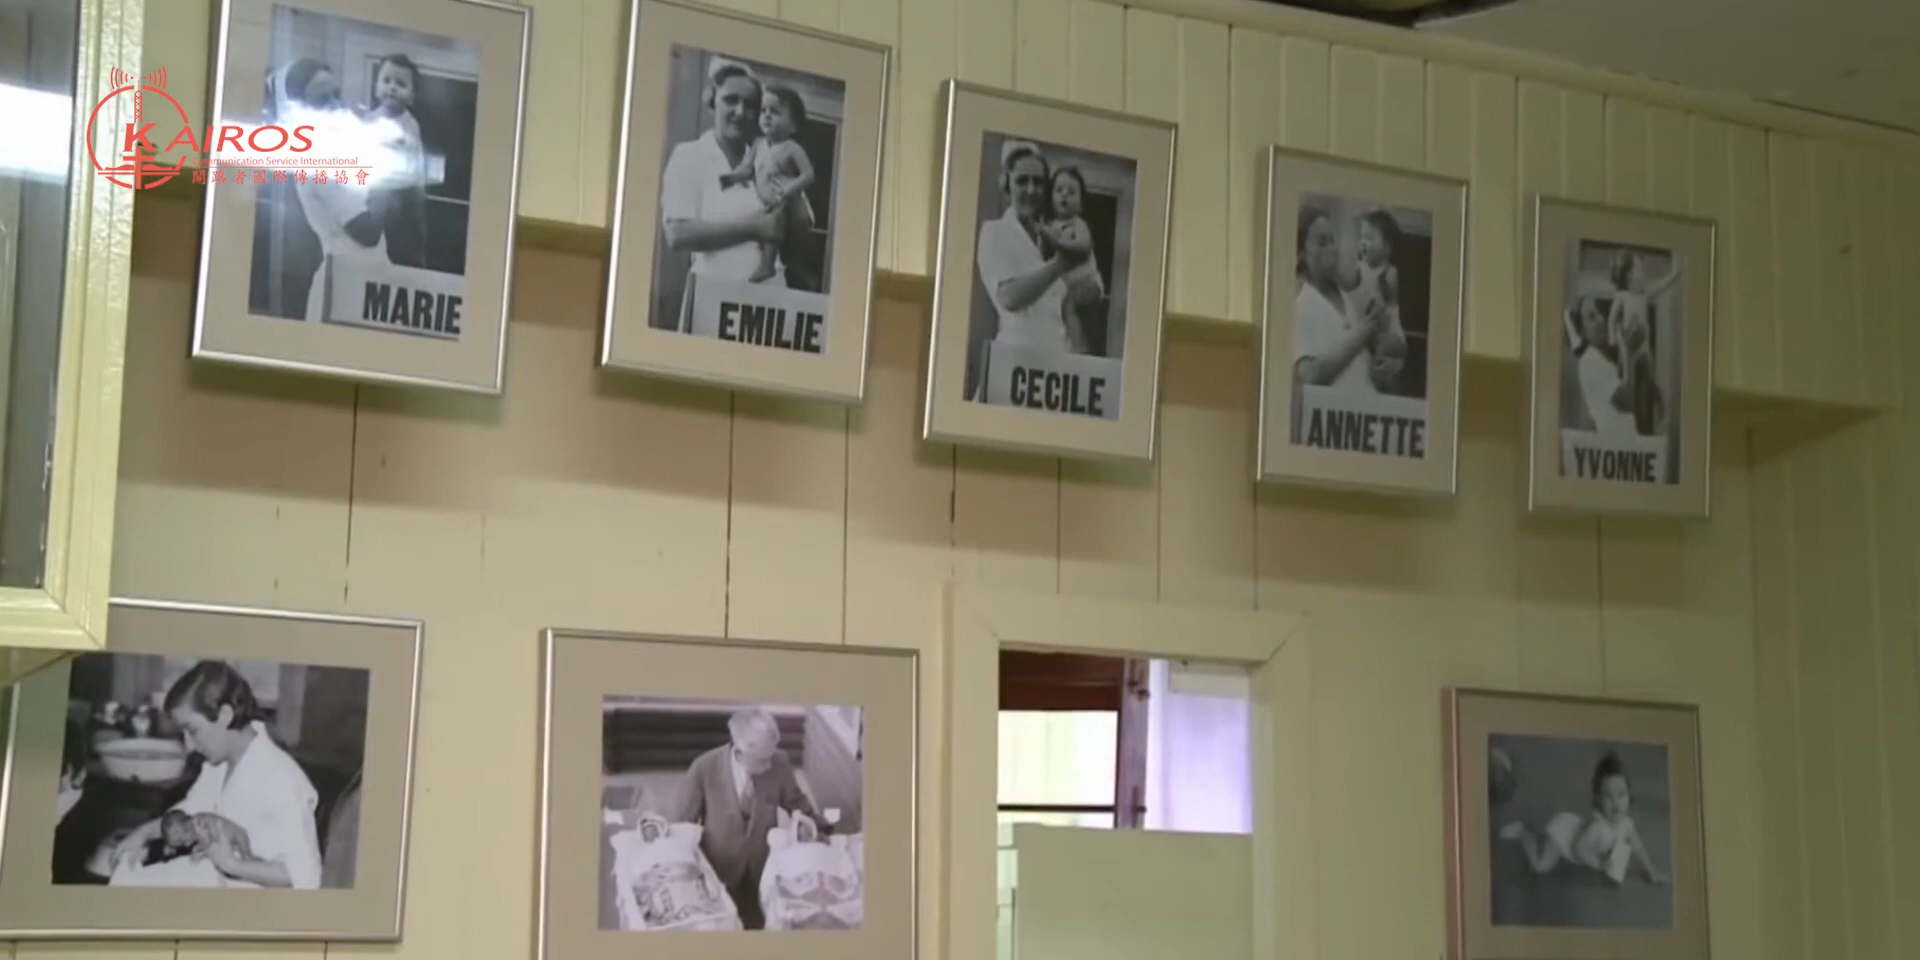 KAIROS
Communication Service International
開路者國際傳播協會
MARIE
EMILIE
CECILE
ANNETTE
YVONNE